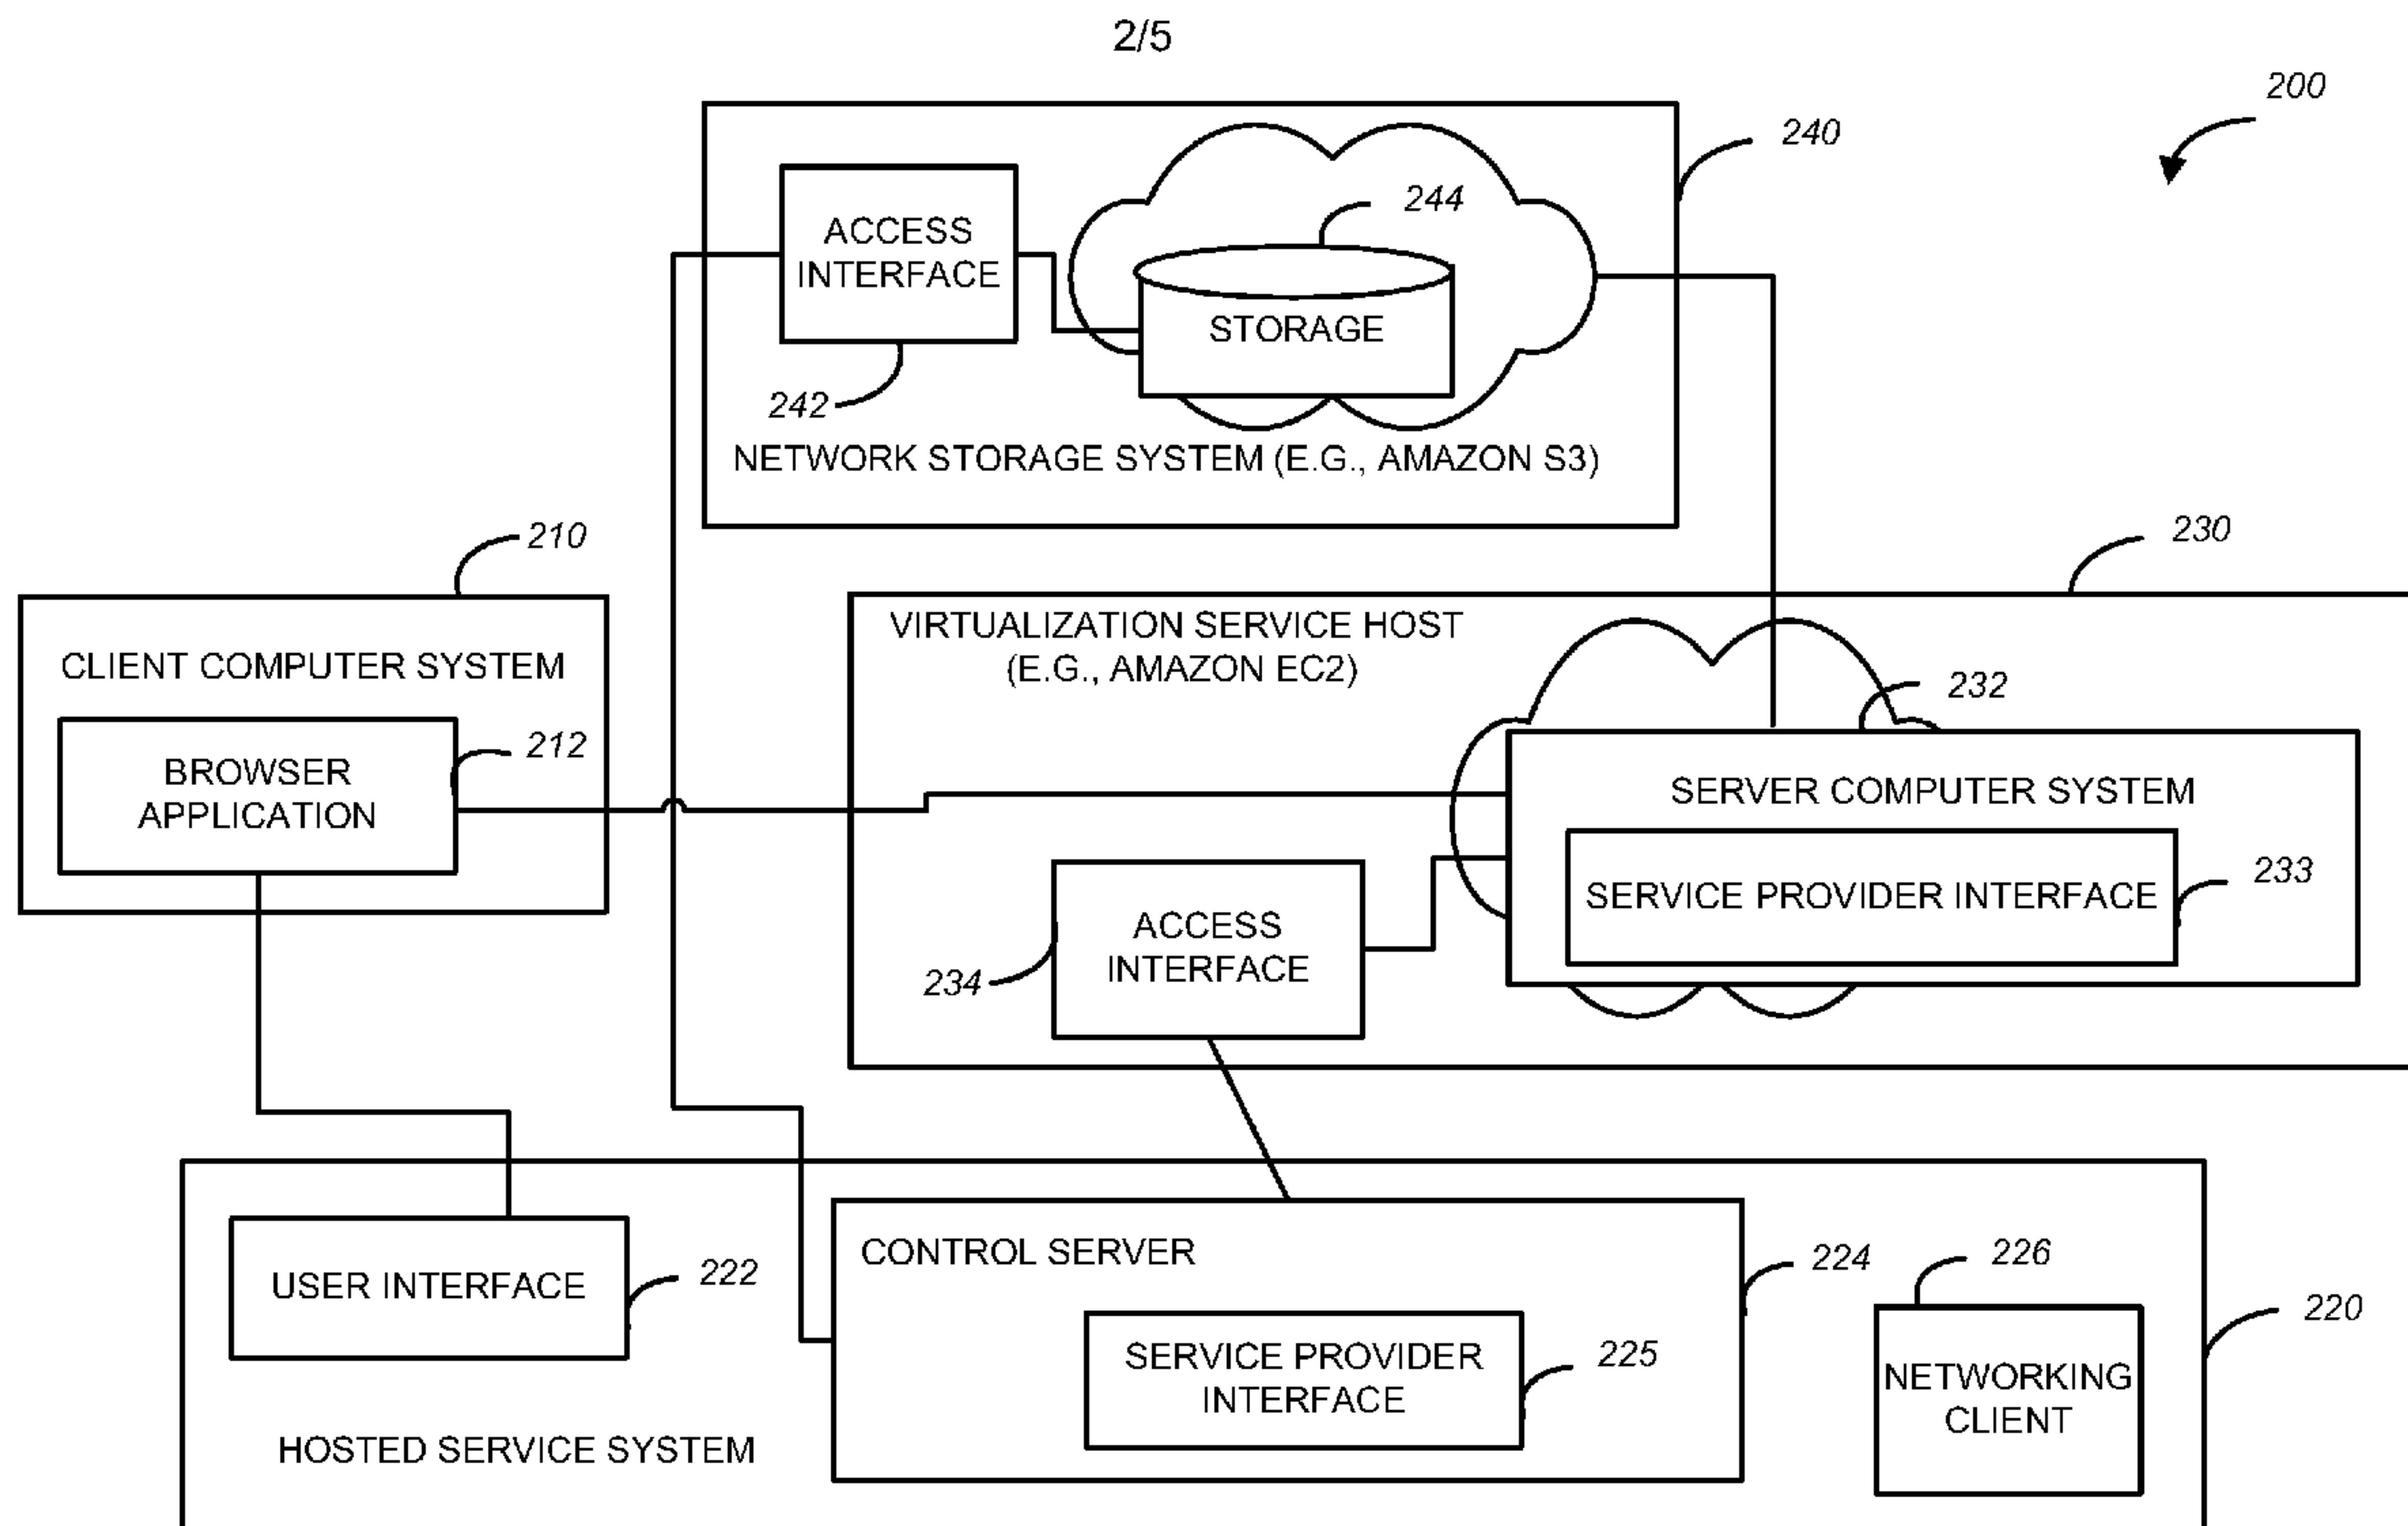 2/5
200
240
ACCESS
INTERFACE
244
STORAGE
242
NETWORK STORAGE SYSTEM (E.G., AMAZON S3)
210
230
CLIENT COMPUTER SYSTEM
VIRTUALIZATION SERVICE HOST
(E.G., AMAZON EC2)
232
BROWSER
APPLICATION
212
SERVER COMPUTER SYSTEM
SERVICE PROVIDER INTERFACE
233
ACCESS
INTERFACE
234
USER INTERFACE
222
CONTROL SERVER
224
226
220
SERVICE PROVIDER
INTERFACE
225
NETWORKING
CLIENT
HOSTED SERVICE SYSTEM